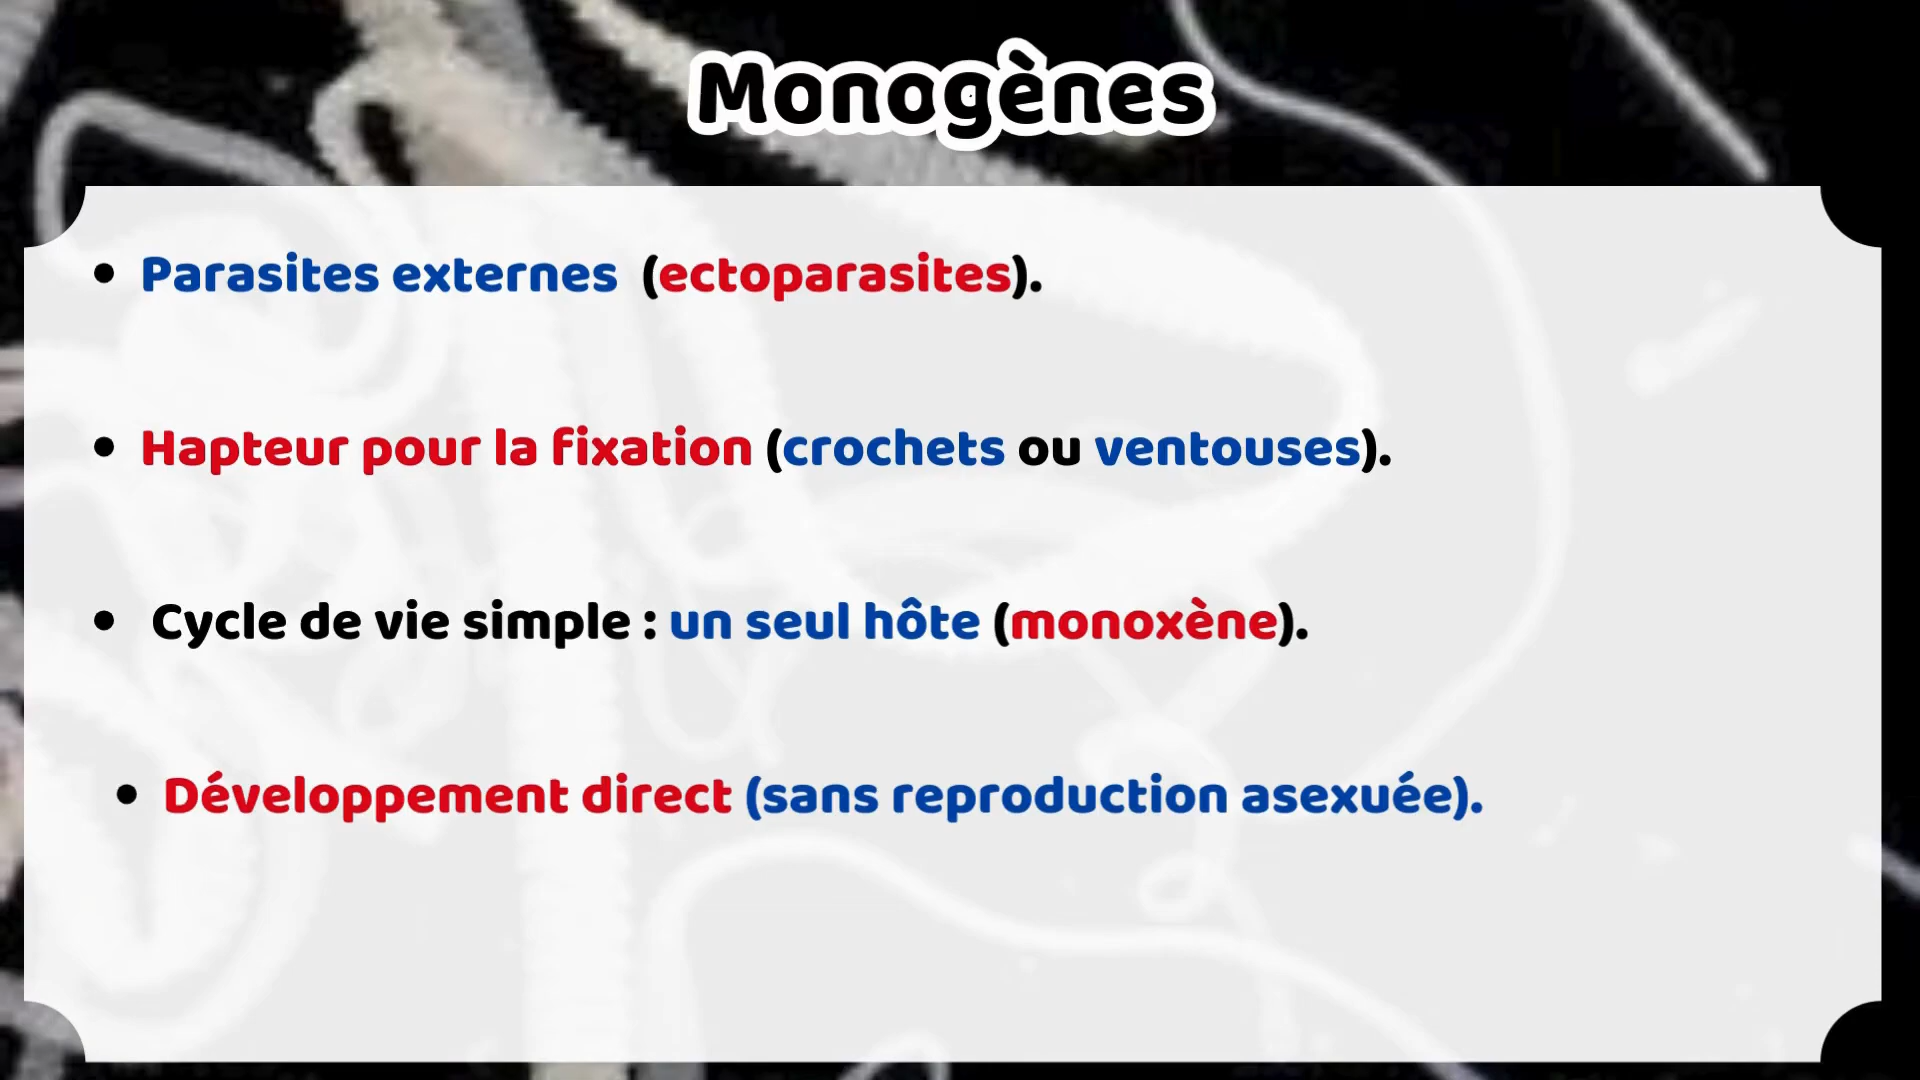 Monogènes
• Parasites externes (ectoparasites).
• Hapteur pour la fixation (crochets ou ventouses).
• Cycle de vie simple : un seul hôte (monoxène).
• Développement direct (sans reproduction asexuée).